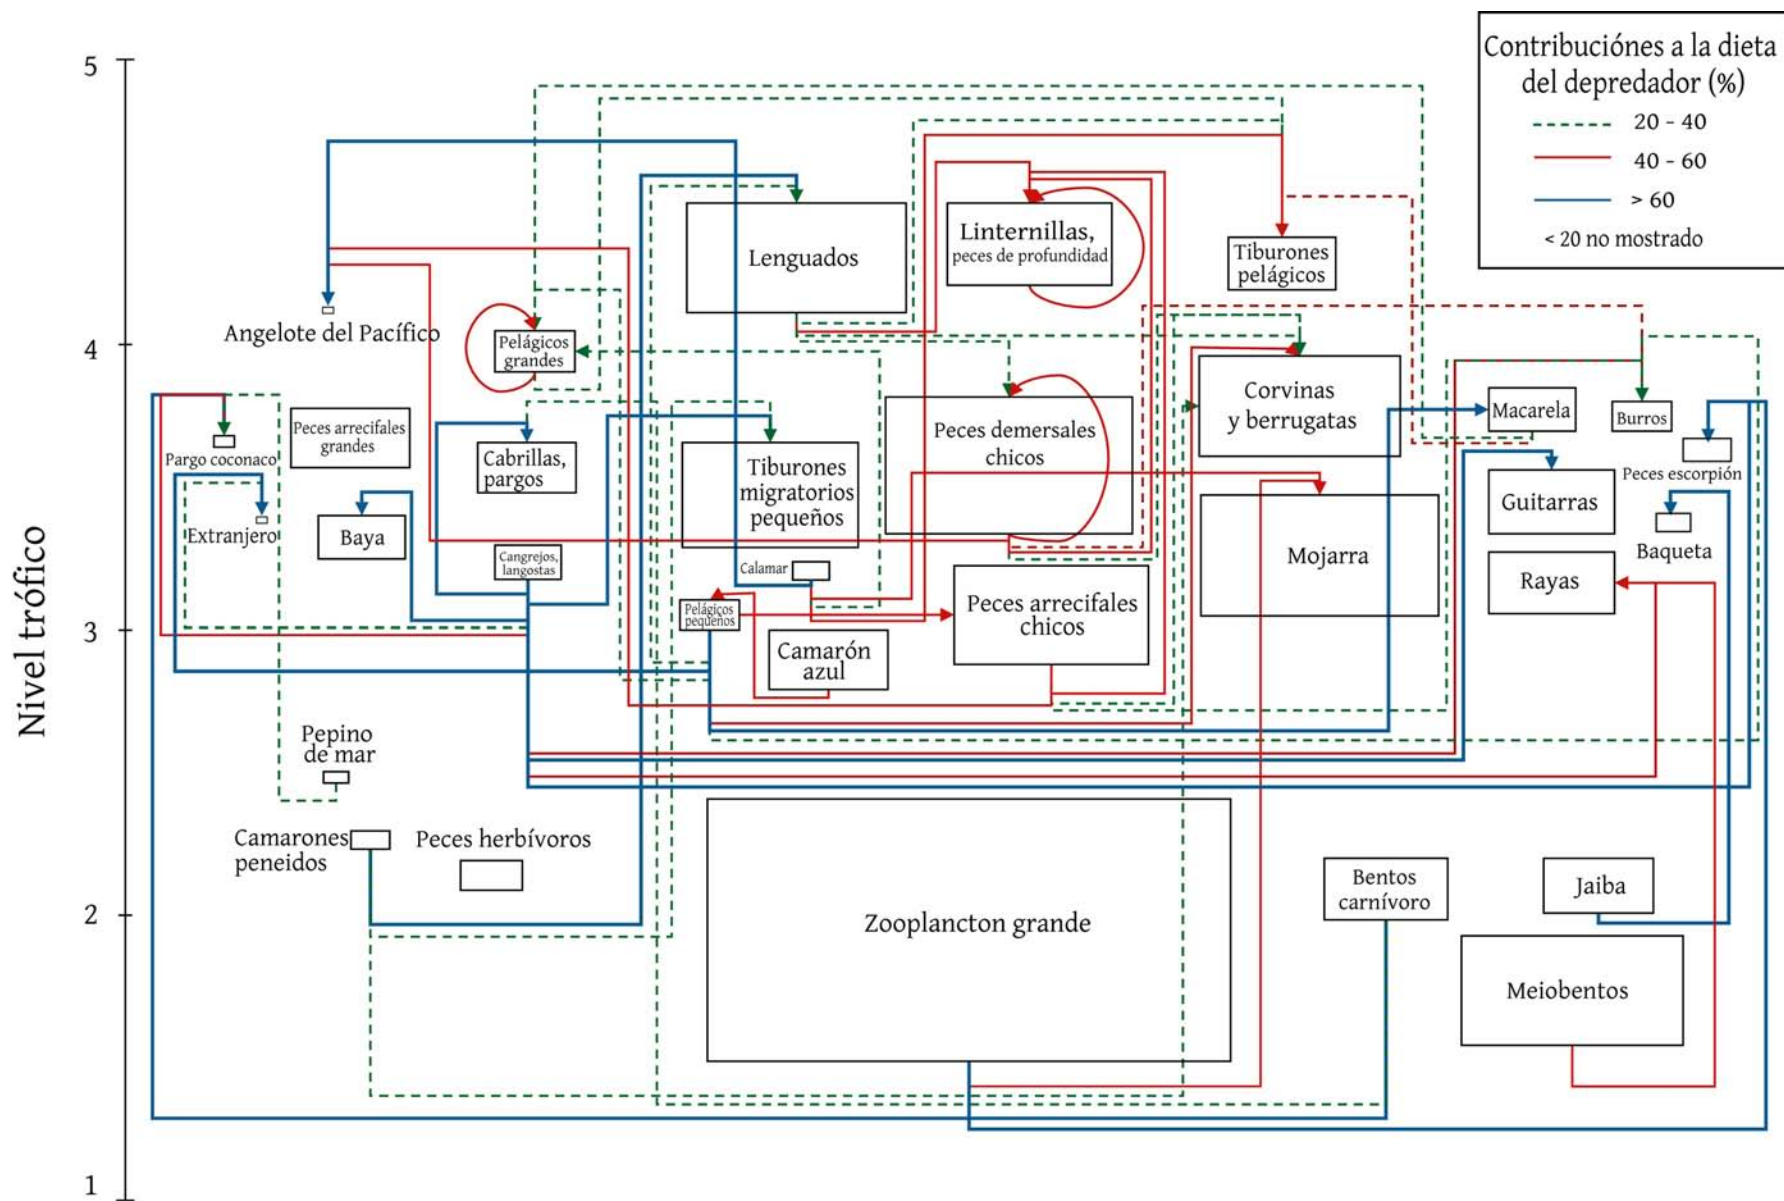 Contribuciónes a la dieta
del depredador (%)
20 - 40
40 - 60
> 60
< 20 no mostrado
Nivel trófico
5
4
3
2
1
Lenguados
Linternillas,
peces de profundidad
Tiburones
pelágicos
Angelote del Pacífico
Pelágicos
grandes
Corvinas
y berrugatas
Macarela
Burros
Peces escorpión
Peces arrecifales
grandes
Pargo coconaco
Cabrillas,
pargos
Tiburones
migratorios
pequeños
Peces demersales
chicos
Guitarras
Extranjero
Baya
Mojarra
Baqueta
Cangrejos,
langostas
Calamar
Rayas
Pelágicos
pequeños
Peces arrecifales
chicos
Camarón
azul
Pepino
de mar
Camarones
peneidos
Peces herbívoros
Zooplancton grande
Bentos
carnívoro
Jaiba
Meiobentos